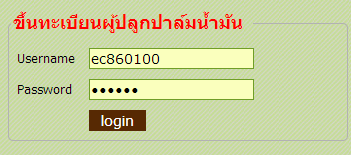 ขึ้นทะเบียนผู้ปลูกปาล์มน้ำมัน
Username ec860100
Password ••••••
login